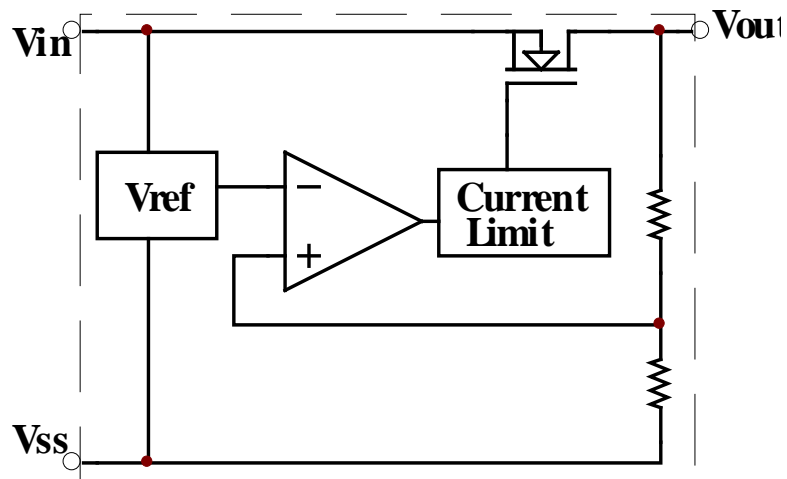 Vin
Vout
Vref
−
+
Current
Limit
Vss